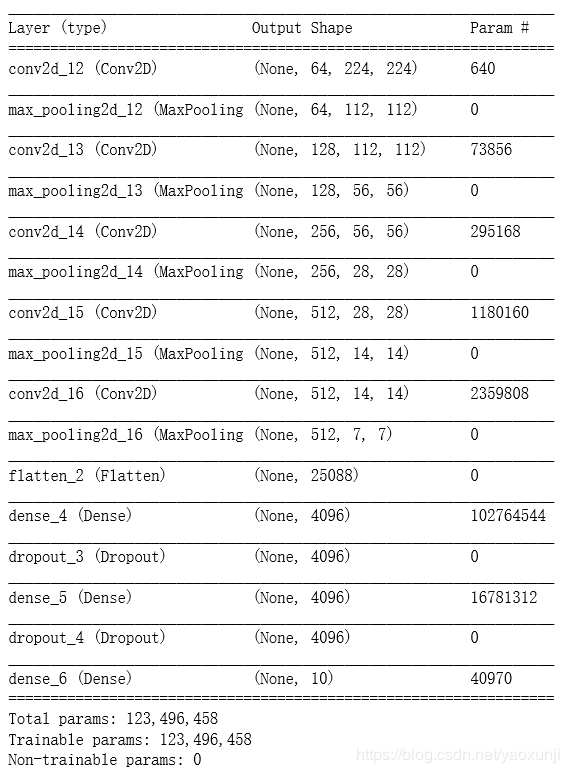 Layer (type) Output Shape Param #
conv2d_12 (Conv2D) (None, 64, 224, 224) 640
max_pooling2d_12 (MaxPooling (None, 64, 112, 112) 0
conv2d_13 (Conv2D) (None, 128, 112, 112) 73856
max_pooling2d_13 (MaxPooling (None, 128, 56, 56) 0
conv2d_14 (Conv2D) (None, 256, 56, 56) 295168
max_pooling2d_14 (MaxPooling (None, 256, 28, 28) 0
conv2d_15 (Conv2D) (None, 512, 28, 28) 1180160
max_pooling2d_15 (MaxPooling (None, 512, 14, 14) 0
conv2d_16 (Conv2D) (None, 512, 14, 14) 2359808
max_pooling2d_16 (MaxPooling (None, 512, 7, 7) 0
flatten_2 (Flatten) (None, 25088) 0
dense_4 (Dense) (None, 4096) 102764544
dropout_3 (Dropout) (None, 4096) 0
dense_5 (Dense) (None, 4096) 16781312
dropout_4 (Dropout) (None, 4096) 0
dense_6 (Dense) (None, 10) 40970
Total params: 123,496,458
Trainable params: 123,496,458
Non-trainable params: 0
https://blog.csdn.net/yaoxunji